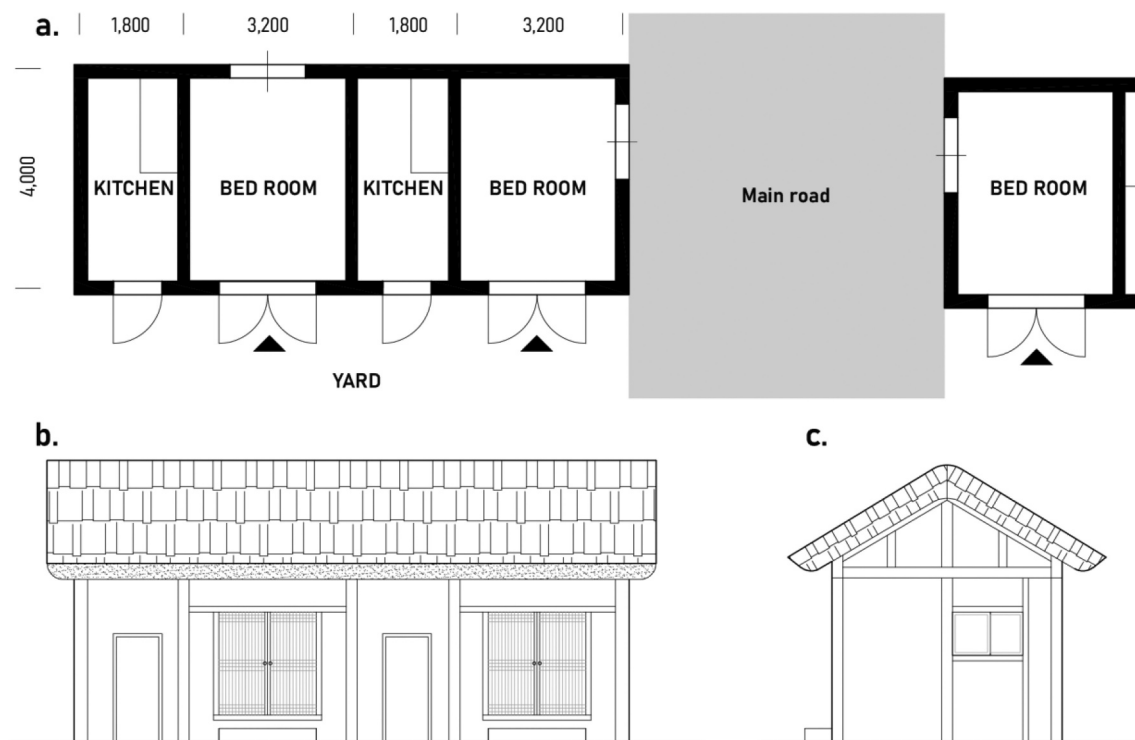 a.
1,800 3,200 1,800 3,200
4,000
KITCHEN BED ROOM KITCHEN BED ROOM Main road BED ROOM
YARD
b. c.